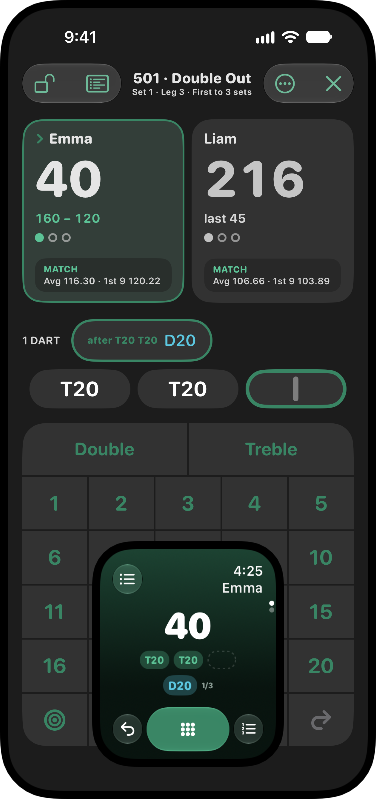 9:41
501 · Double Out
Set 1 · Leg 3 · First to 3 sets
Emma
40
160 – 120
MATCH
Avg 116.30 · 1st 9 120.22
Liam
216
last 45
MATCH
Avg 106.66 · 1st 9 103.89
1 DART
after T20 T20 D20
T20 T20
Double Treble
1 2 3 4 5
6 10
11 15
16 20
4:25
Emma
40
T20 T20
D20 1/3